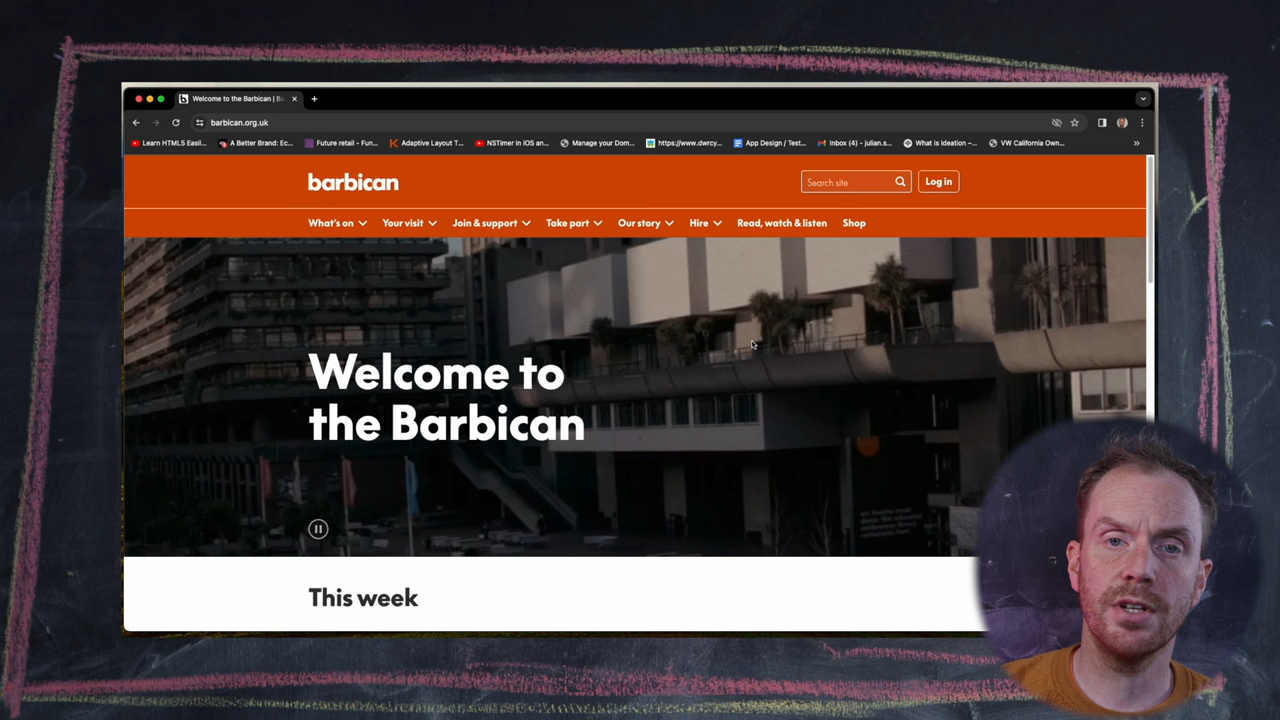 Welcome to the Barbican | B
barbican.org.uk
Learn HTML5 Easil...
A Better Brand: Ec...
Future retail - Fun...
Adaptive Layout T...
NSTimer in iOS an...
Manage your Dom...
https://www.dwrcy...
App Design / Test...
Inbox (4) - julian.s...
What is Ideation –...
VW California Own...
barbican
Search site
Log in
What's on
Your visit
Join & support
Take part
Our story
Hire
Read, watch & listen
Shop
Welcome to
the Barbican
This week